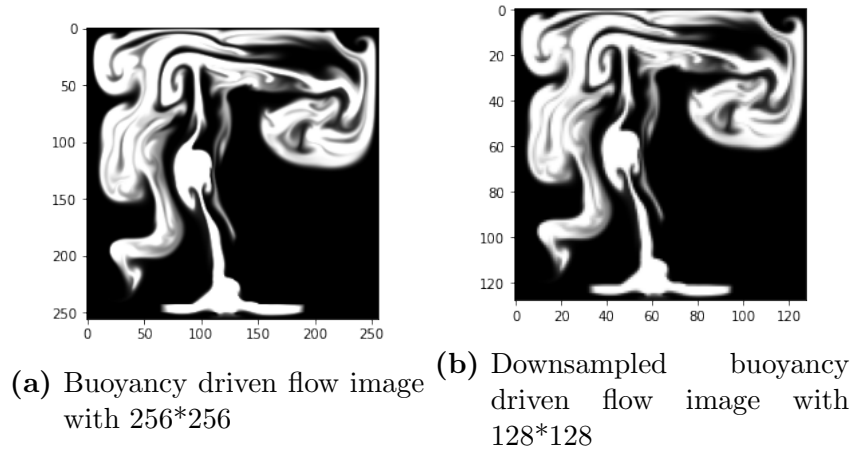 0
50
100
150
200
250
0 50 100 150 200 250
(a) Buoyancy driven flow image
with 256*256
0
20
40
60
80
100
120
0 20 40 60 80 100 120
(b) Downsampled buoyancy
driven flow image with
128*128